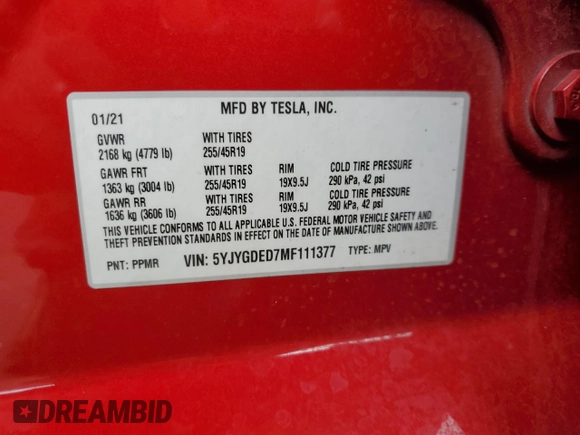 01/21 MFD BY TESLA, INC.
GVWR WITH TIRES
2168 kg (4779 lb) 255/45R19
GAWR FRT WITH TIRES RIM COLD TIRE PRESSURE
1363 kg (3004 lb) 255/45R19 19X9.5J 290 kPa, 42 psi
GAWR RR WITH TIRES RIM COLD TIRE PRESSURE
1636 kg (3606 lb) 255/45R19 19X9.5J 290 kPa, 42 psi
THIS VEHICLE CONFORMS TO ALL APPLICABLE U.S. FEDERAL MOTOR VEHICLE SAFETY AND
THEFT PREVENTION STANDARDS IN EFFECT ON THE DATE OF MANUFACTURE SHOWN ABOVE.
PNT: PPMR VIN: 5YJYGDED7MF111377 TYPE: MPV
DREAMBID